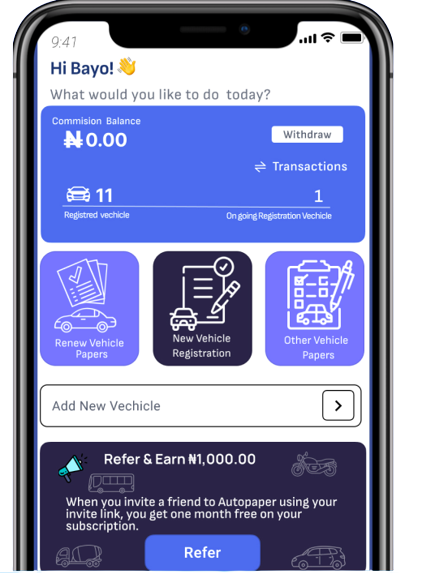 9:41
Hi Bayo! 👋
What would you like to do today?
Commision Balance
₦0.00
Withdraw
Transactions
11
1
Registred vechicle
On going Registration Vechicle
Renew Vehicle
Papers
New Vehicle
Registration
Other Vehicle
Papers
Add New Vechicle
Refer & Earn ₦1,000.00
When you invite a friend to Autopaper using your
invite link, you get one month free on your
subscription.
Refer